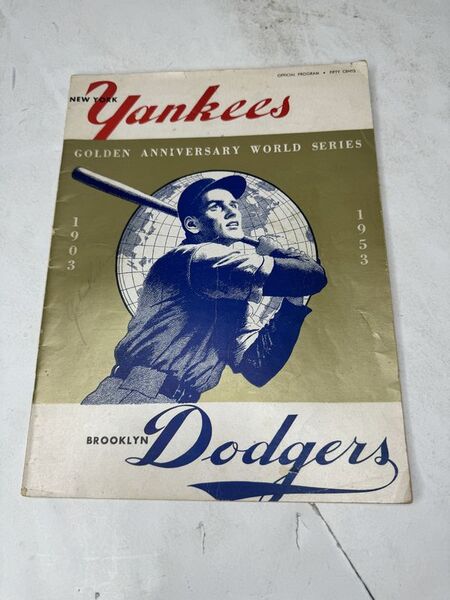 OFFICIAL PROGRAM • FIFTY CENTS
NEW YORK
Yankees
GOLDEN ANNIVERSARY WORLD SERIES
1903
1953
BROOKLYN
Dodgers